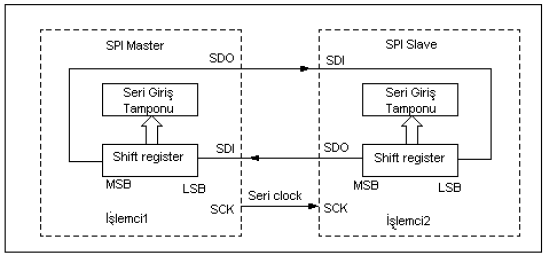 SPI Master
SPI Slave
SDO
SDI
Seri Giriş
Tamponu
Seri Giriş
Tamponu
Shift register
SDI
SDO
Shift register
MSB
LSB
MSB
LSB
Seri clock
SCK
SCK
İşlemci1
İşlemci2